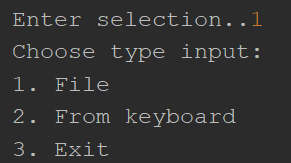 Enter selection..1
Choose type input:
1. File
2. From keyboard
3. Exit